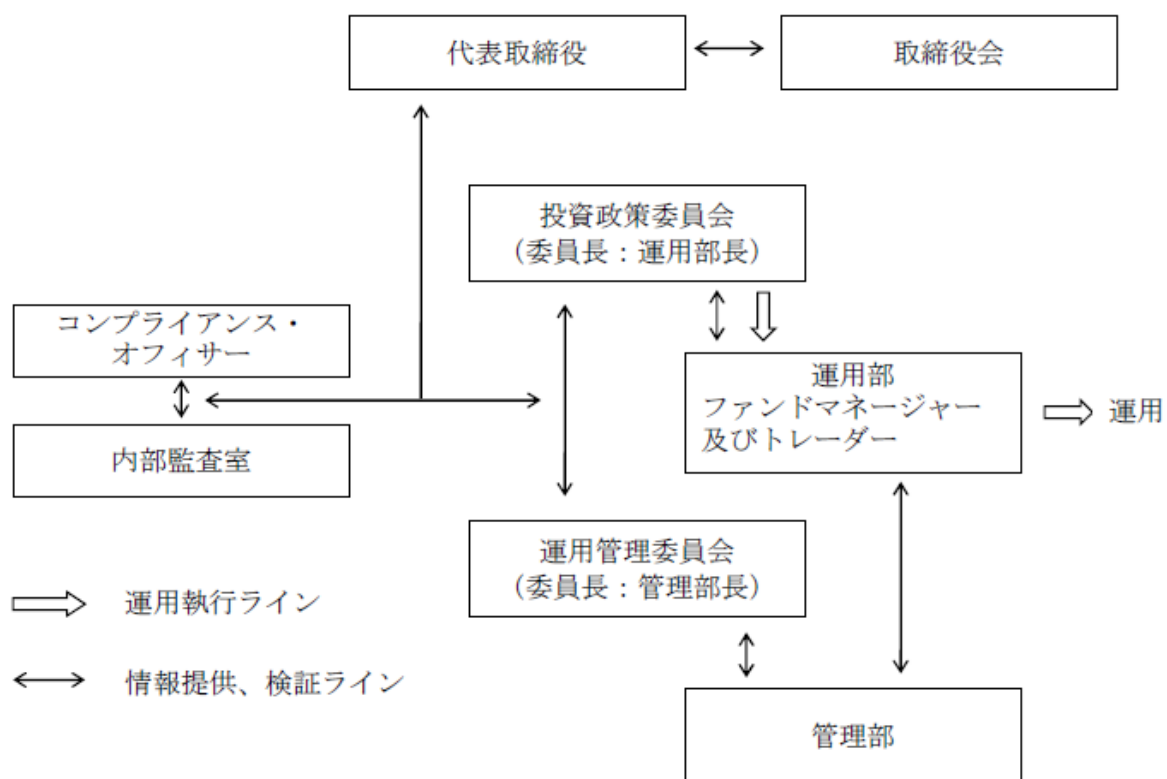 代表取締役
取締役会
投資政策委員会
（委員長：運用部長）
コンプライアンス・
オフィサー
運用部
ファンドマネージャー
及びトレーダー
運用
内部監査室
運用管理委員会
（委員長：管理部長）
運用執行ライン
情報提供、検証ライン
管理部